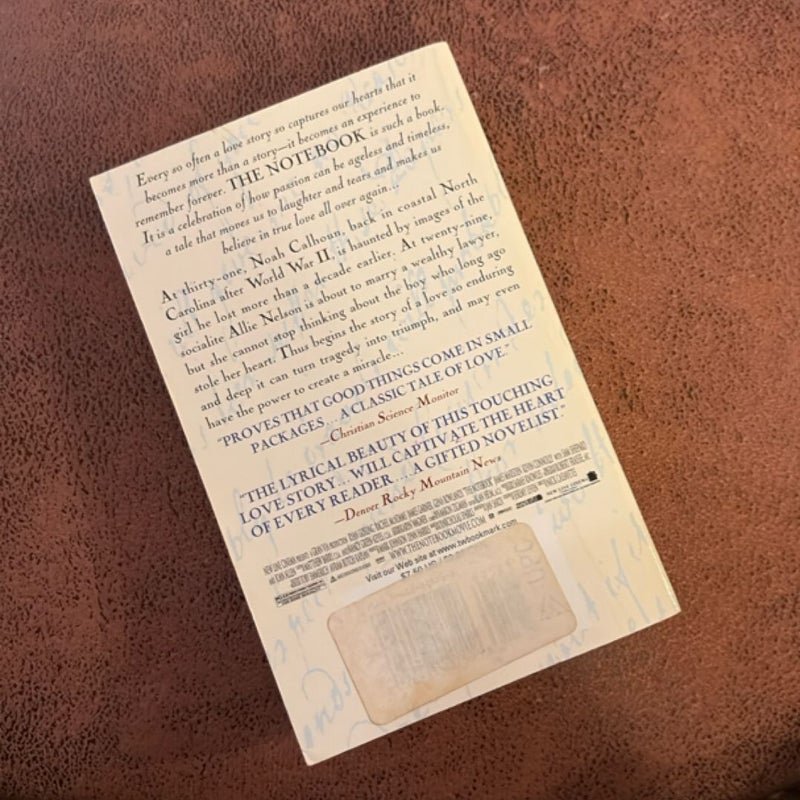 Every so often a love story so captures our hearts that it
becomes more than a story—it becomes an experience to
remember forever. THE NOTEBOOK is such a book.
It is a celebration of how passion can be ageless and timeless,
a tale that moves us to laughter and tears and makes us
believe in true love all over again...
At thirty-one, Noah Calhoun, back in coastal North
Carolina after World War II, is haunted by images of the
girl he lost more than a decade earlier. At twenty-nine,
socialite Allie Nelson is about to marry a wealthy lawyer,
but she cannot stop thinking about the boy who long ago
stole her heart. Thus begins the story of a love so enduring
and deep it can turn tragedy into triumph, and may even
have the power to create a miracle...
"PROVES THAT GOOD THINGS COME IN SMALL
PACKAGES... A CLASSIC TALE OF LOVE."
—Christian Science Monitor
"THE LYRICAL BEAUTY OF THIS TOUCHING
LOVE STORY... WILL CAPTIVATE THE HEART
OF EVERY READER... A GIFTED NOVELIST."
—Denver Rocky Mountain News
NEW LINE CINEMA
WWW.THENOTEBOOKMOVIE.COM
Visit our Web site at www.twbookmark.com
UPC